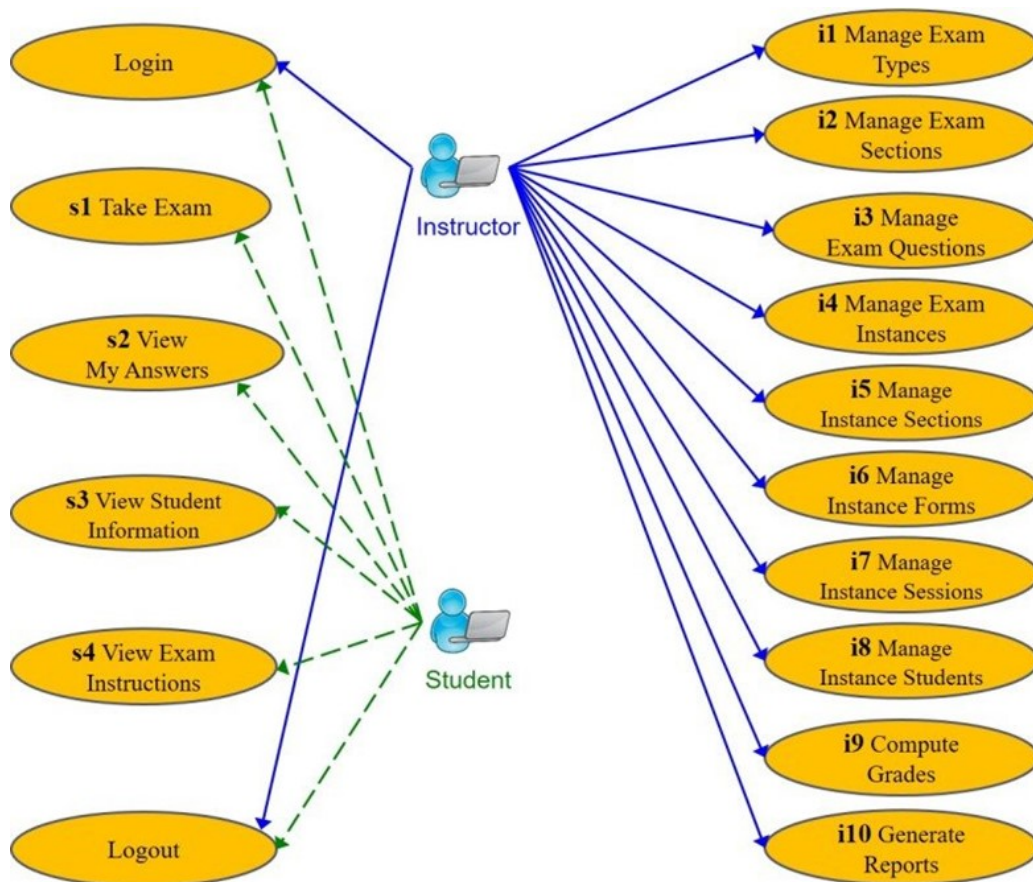 Login
s1 Take Exam
s2 View
My Answers
s3 View Student
Information
s4 View Exam
Instructions
Logout
Instructor
Student
i1 Manage Exam
Types
i2 Manage Exam
Sections
i3 Manage
Exam Questions
i4 Manage Exam
Instances
i5 Manage
Instance Sections
i6 Manage
Instance Forms
i7 Manage
Instance Sessions
i8 Manage
Instance Students
i9 Compute
Grades
i10 Generate
Reports